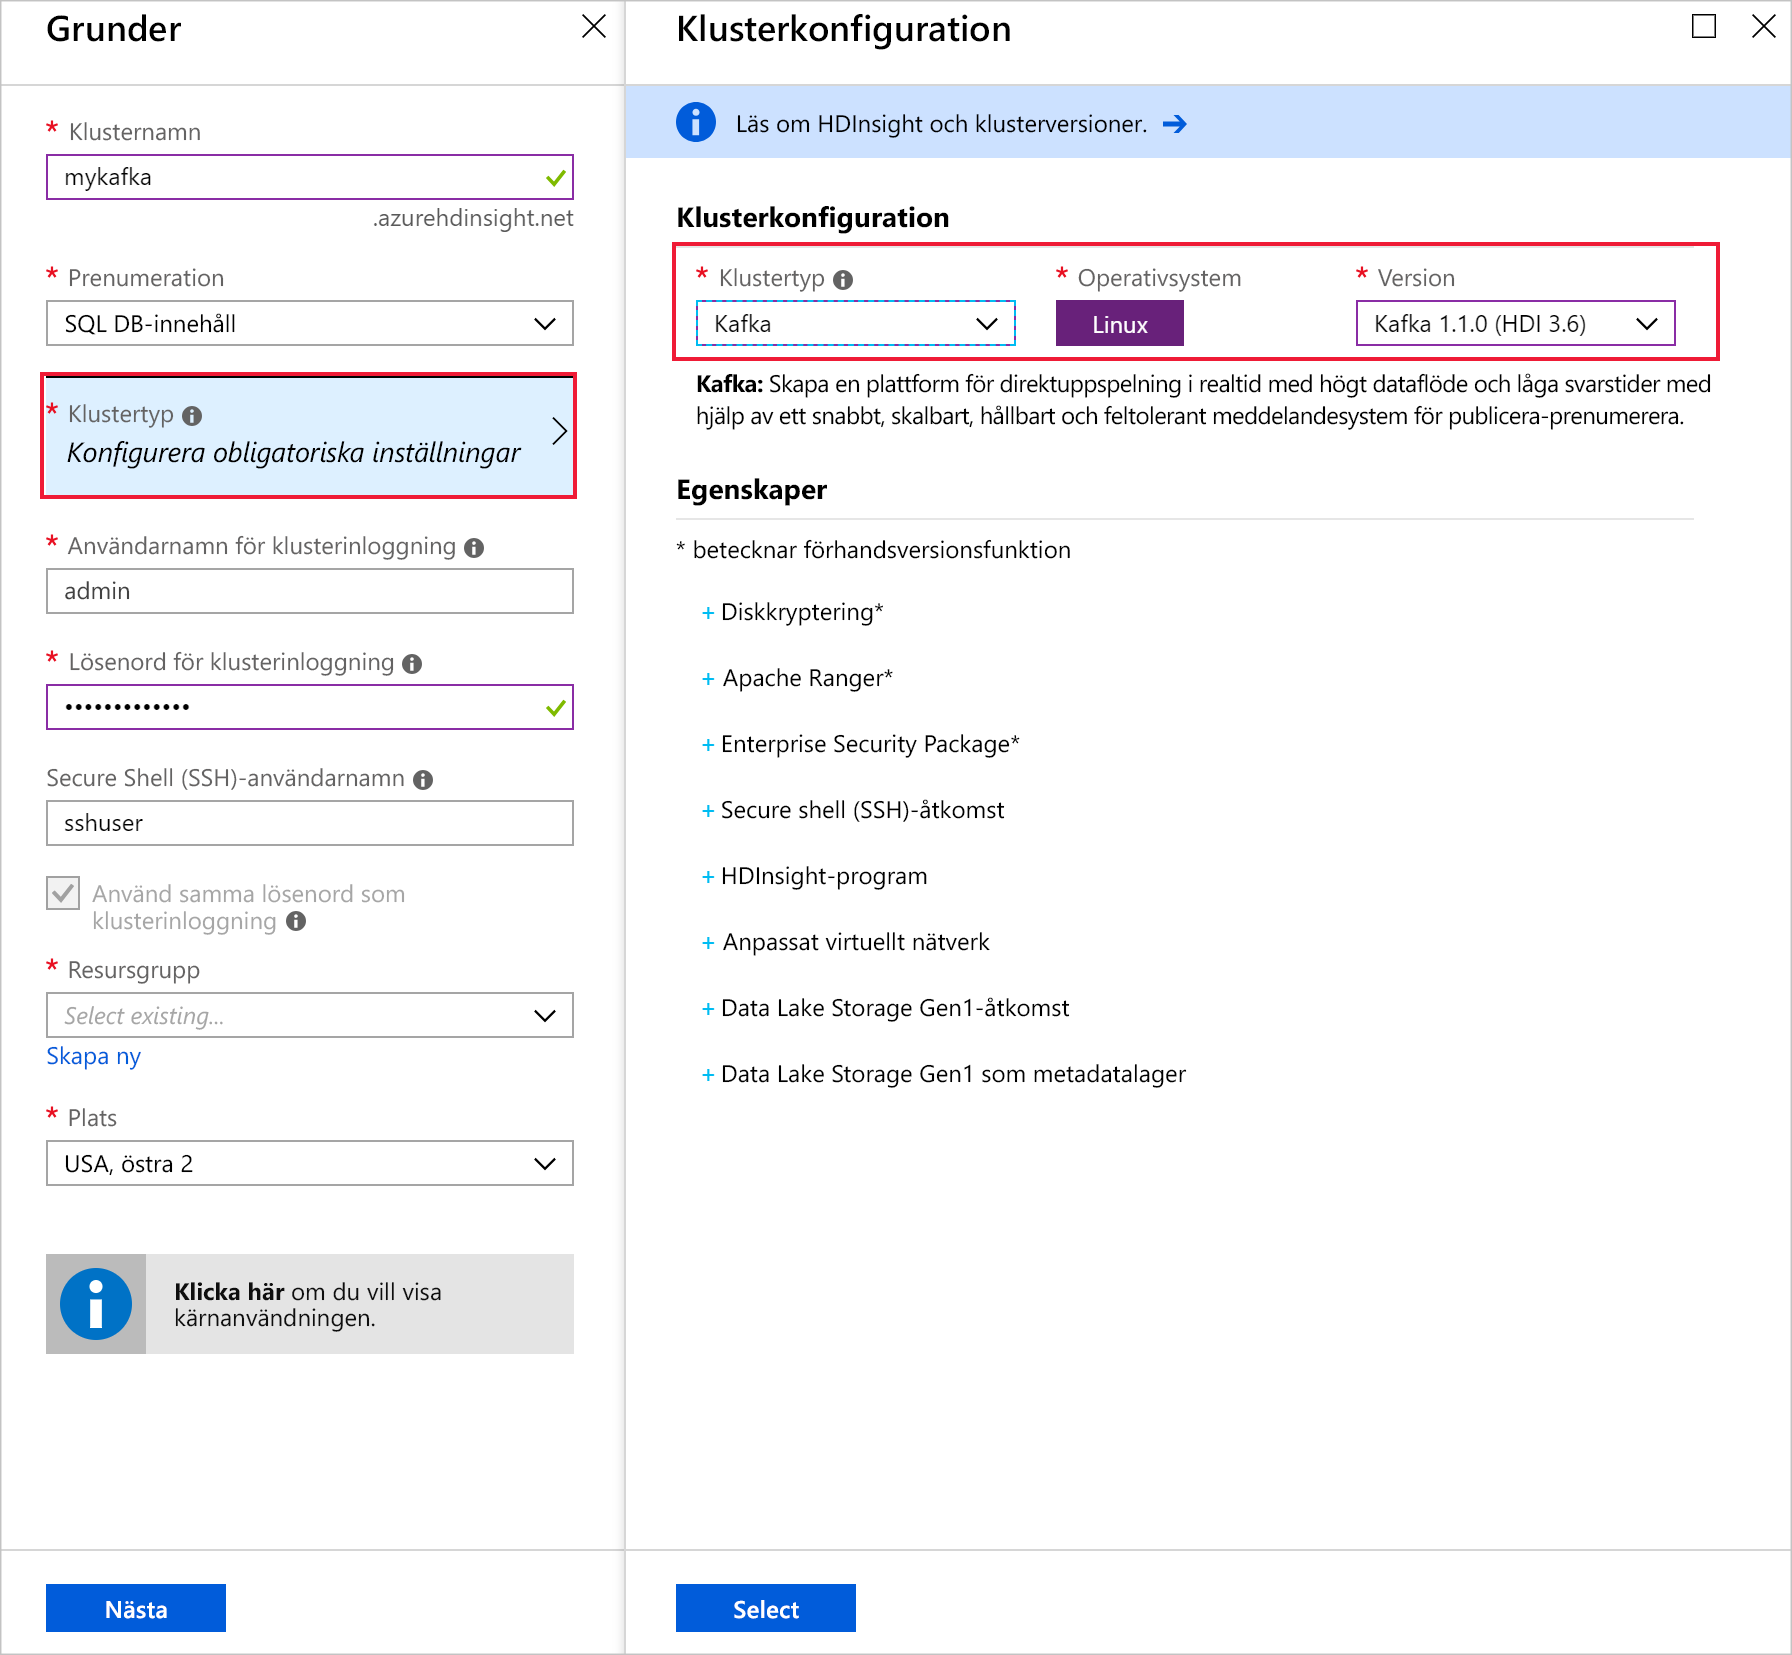 Grunder
* Klusternamn
mykafka
.azurehdinsight.net
* Prenumeration
SQL DB-innehåll
* Klustertyp
Konfigurera obligatoriska inställningar
* Användarnamn för klusterinloggning
admin
* Lösenord för klusterinloggning
•••••••••••••
Secure Shell (SSH)-användarnamn
sshuser
Använd samma lösenord som
klusterinloggning
* Resursgrupp
Select existing...
Skapa ny
* Plats
USA, östra 2
Klicka här om du vill visa
kärnanvändningen.
Nästa
Klusterkonfiguration
Läs om HDInsight och klusterversioner. →
Klusterkonfiguration
* Klustertyp
Kafka
* Operativsystem
Linux
* Version
Kafka 1.1.0 (HDI 3.6)
Kafka: Skapa en plattform för direktuppspelning i realtid med högt dataflöde och låga svarstider med
hjälp av ett snabbt, skalbart, hållbart och feltolerant meddelandesystem för publicera-prenumerera.
Egenskaper
* betecknar förhandsversionsfunktion
+ Diskkryptering*
+ Apache Ranger*
+ Enterprise Security Package*
+ Secure shell (SSH)-åtkomst
+ HDInsight-program
+ Anpassat virtuellt nätverk
+ Data Lake Storage Gen1-åtkomst
+ Data Lake Storage Gen1 som metadatalager
Select